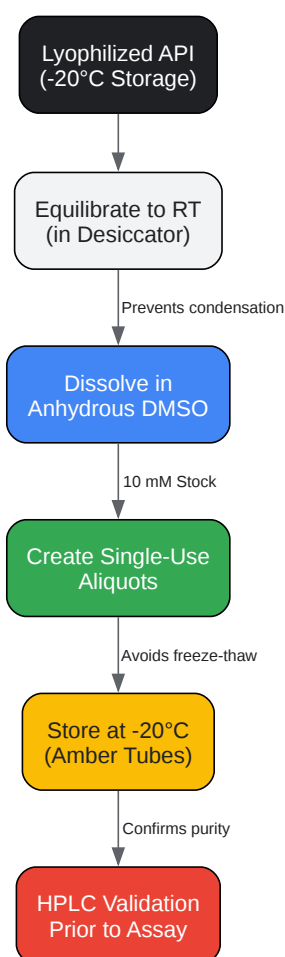 Lyophilized API
(-20°C Storage)
Equilibrate to RT
(in Desiccator)
Prevents condensation
Dissolve in
Anhydrous DMSO
10 mM Stock
Create Single-Use
Aliquots
Avoids freeze-thaw
Store at -20°C
(Amber Tubes)
Confirms purity
HPLC Validation
Prior to Assay